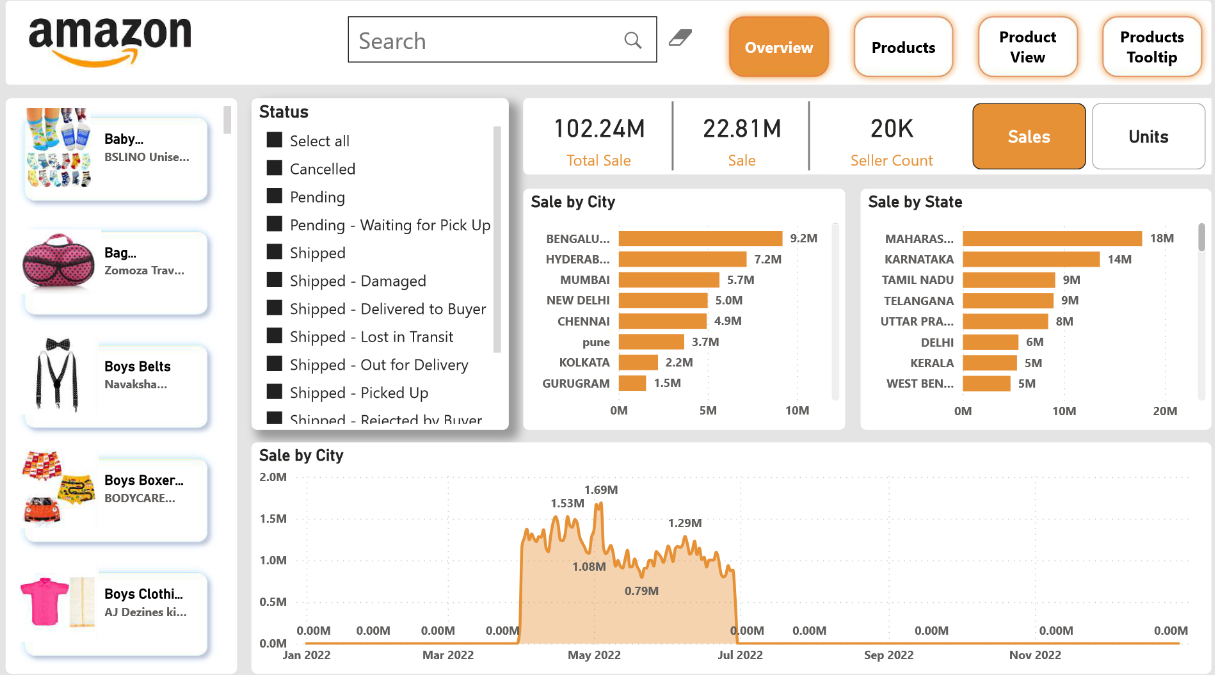 amazon
Search
Overview
Products
Product
View
Products
Tooltip
Baby...
BSLINO Unise...
Bag...
Zomoza Trav...
Boys Belts
Navaksha...
Boys Boxer...
BODYCARE...
Boys Clothi...
AJ Dezines ki...
Status
Select all
Cancelled
Pending
Pending - Waiting for Pick Up
Shipped
Shipped - Damaged
Shipped - Delivered to Buyer
Shipped - Lost in Transit
Shipped - Out for Delivery
Shipped - Picked Up
Shipped - Rejected by Buyer
102.24M
Total Sale
22.81M
Sale
20K
Seller Count
Sales
Units
Sale by City
BENGALU... 9.2M
HYDERAB... 7.2M
MUMBAI 5.7M
NEW DELHI 5.0M
CHENNAI 4.9M
pune 3.7M
KOLKATA 2.2M
GURUGRAM 1.5M
0M 5M 10M
Sale by State
MAHARAS... 18M
KARNATAKA 14M
TAMIL NADU 9M
TELANGANA 9M
UTTAR PRA... 8M
DELHI 6M
KERALA 5M
WEST BEN... 5M
0M 10M 20M
Sale by City
2.0M
1.69M
1.53M
1.5M
1.29M
1.0M
1.08M
0.79M
0.5M
0.00M 0.00M 0.00M 0.00M 0.00M 0.00M 0.00M 0.00M 0.00M
0.0M
Jan 2022 Mar 2022 May 2022 Jul 2022 Sep 2022 Nov 2022